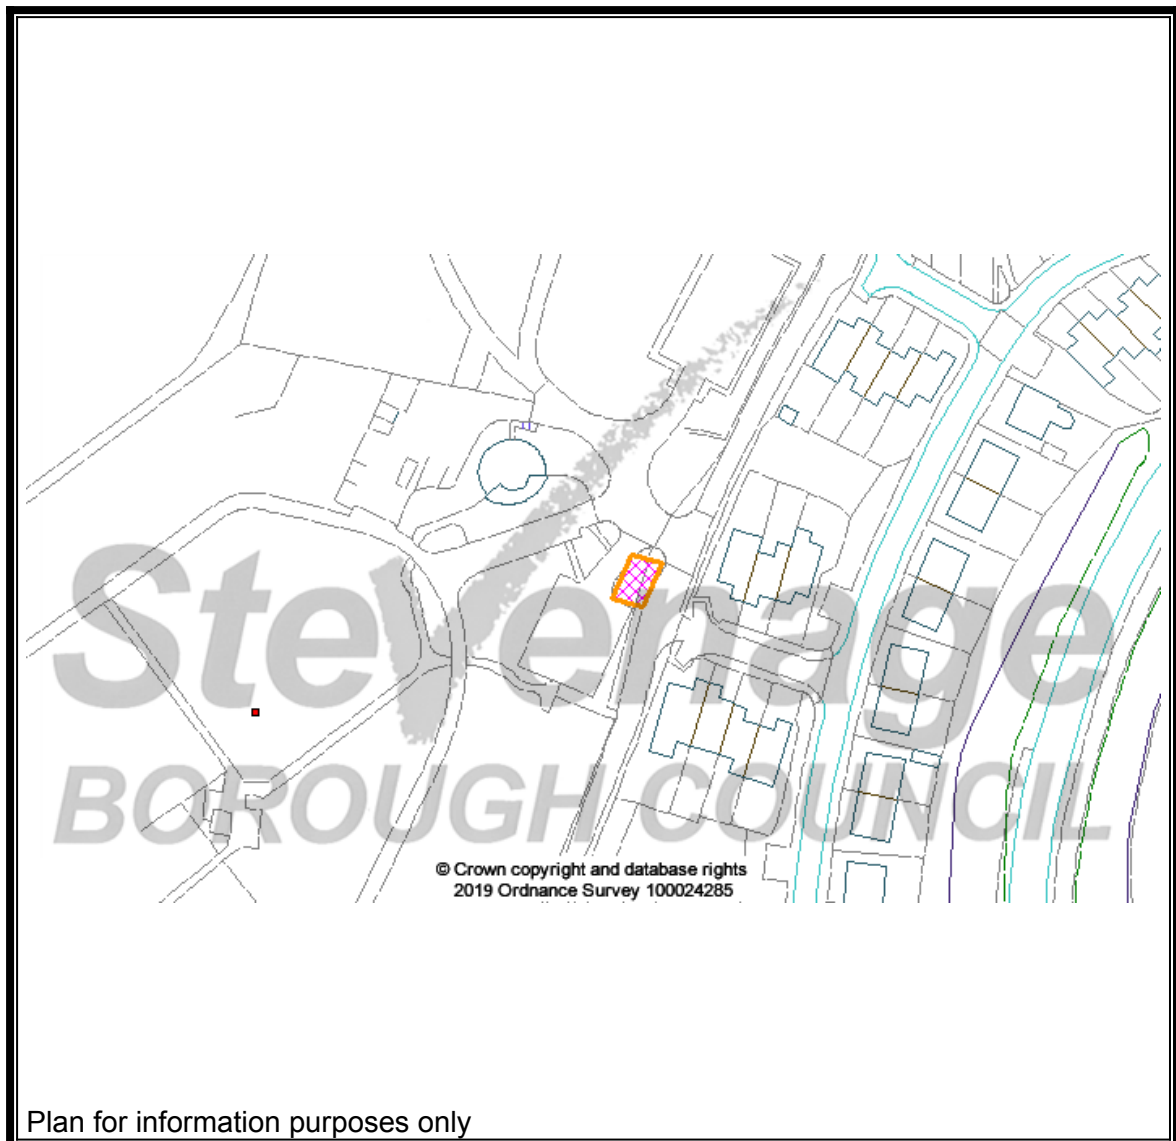 Stevenage
BOROUGH COUNCIL
© Crown copyright and database rights
2019 Ordnance Survey 100024285
Plan for information purposes only